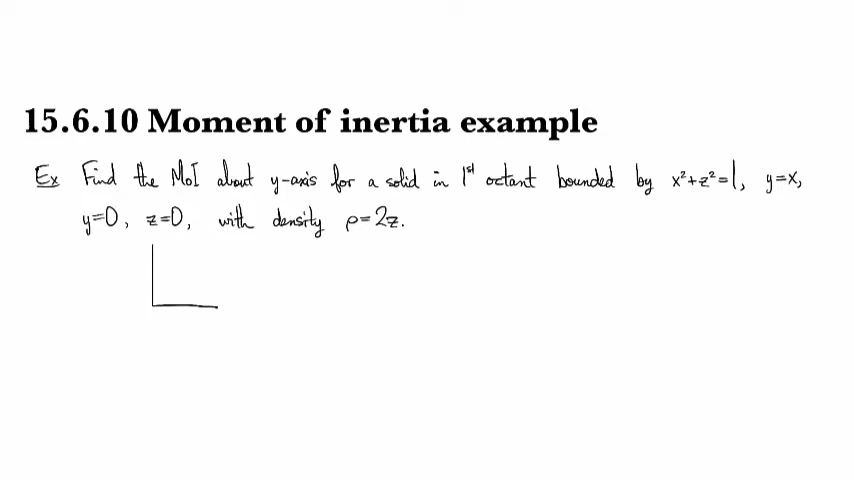 15.6.10 Moment of inertia example
Ex Find the MoI about y-axis for a solid in 1st octant bounded by x²+z²=1, y=x,
y=0, z=0, with density ρ=2z.